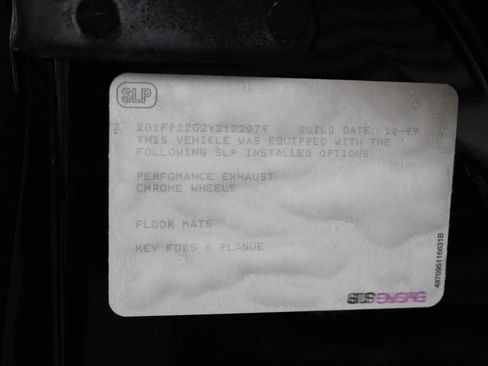 SLP
2G1FP22G2Y2122079 BUILD DATE: 10-99
THIS VEHICLE WAS EQUIPPED WITH THE
FOLLOWING SLP INSTALLED OPTIONS:
PERFOMANCE EXHAUST
CHROME WHEELS
FLOOR MATS
KEY FOBS & PLAQUE
497095116631B